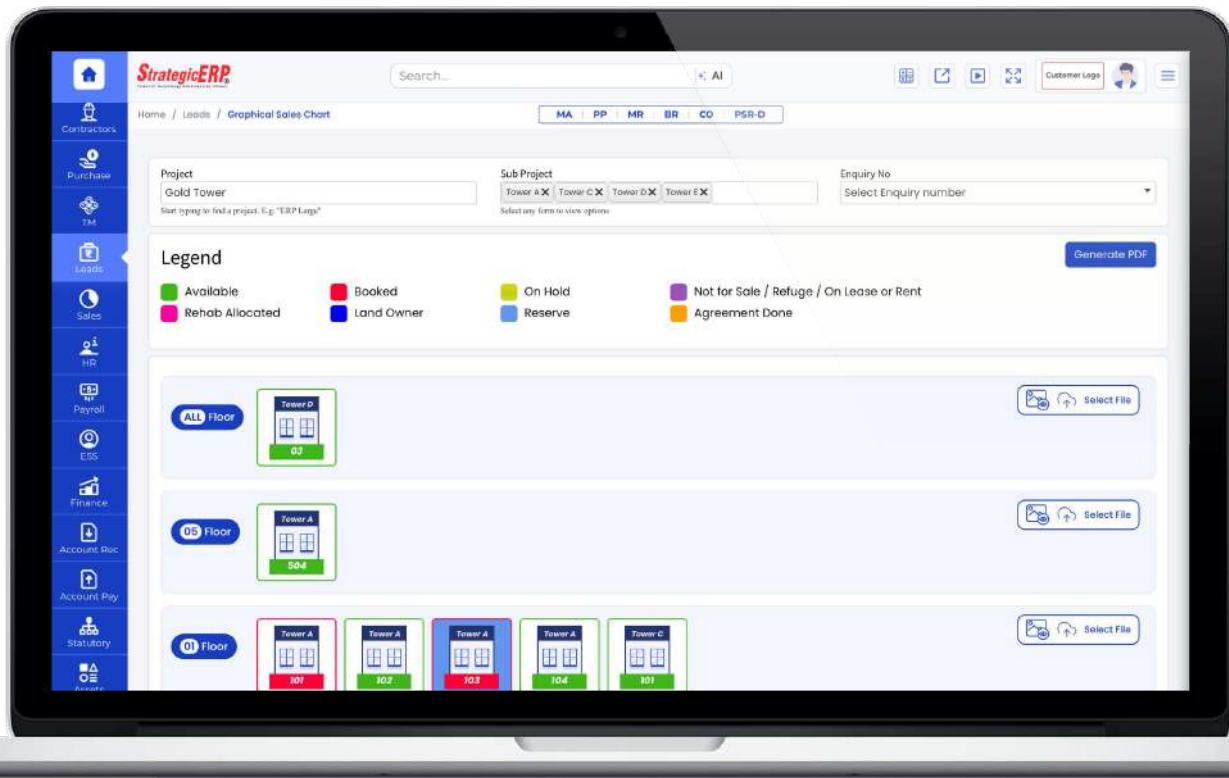 StrategicERP
Search...
AI
Customer Logo
Contractors
Home / Leads / Graphical Sales Chart
MA PP MR BR CO PSR-D
Purchase
TM
Leads
Sales
HR
Payroll
ESS
Finance
Account Rec
Account Pay
Statutory
Assets
Project
Sub Project
Enquiry No
Gold Tower
Tower A X Tower C X Tower D X Tower E X
Select Enquiry number
Start typing to find a project. E.g. "ERP Large"
Select any form to view options
Legend
Generate PDF
Available
Booked
On Hold
Not for Sale / Refuge / On Lease or Rent
Rehab Allocated
Land Owner
Reserve
Agreement Done
ALL Floor
Tower D
03
Select File
05 Floor
Tower A
504
Select File
01 Floor
Tower A
101
Tower A
102
Tower A
103
Tower A
104
Tower C
101
Select File